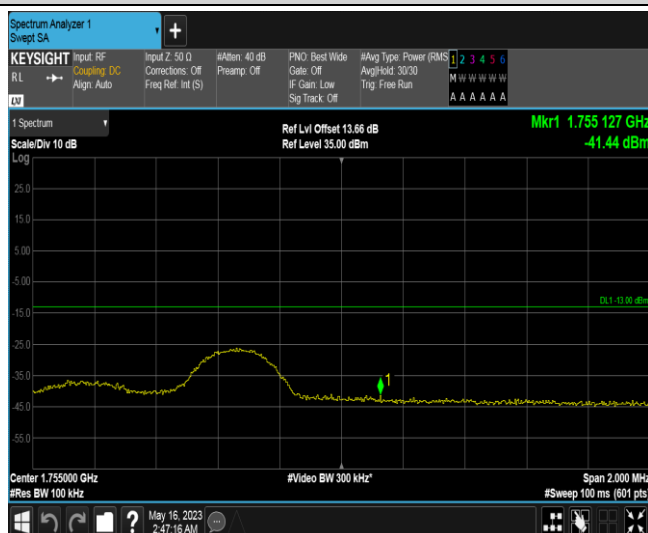 Spectrum Analyzer 1
Swept SA
+
KEYSIGHT
RL
Input: RF
Coupling: DC
Align: Auto
Input Z: 50 Ω
Corrections: Off
Freq Ref: Int (S)
#Atten: 40 dB
Preamp: Off
PNO: Best Wide
Gate: Off
IF Gain: Low
Sig Track: Off
#Avg Type: Power (RMS
Avg|Hold: 30/30
Trig: Free Run
1 2 3 4 5 6
M W W W W W
A A A A A A
LXI
1 Spectrum
Scale/Div 10 dB
Log
Ref Lvl Offset 13.66 dB
Ref Level 35.00 dBm
Mkr1 1.755 127 GHz
-41.44 dBm
25.0
15.0
5.00
-5.00
DL1 -13.00 dBm
-15.0
-25.0
-35.0
1
-45.0
-55.0
Center 1.755000 GHz
#Res BW 100 kHz
#Video BW 300 kHz*
Span 2.000 MHz
#Sweep 100 ms (601 pts)
?
May 16, 2023
2:47:16 AM